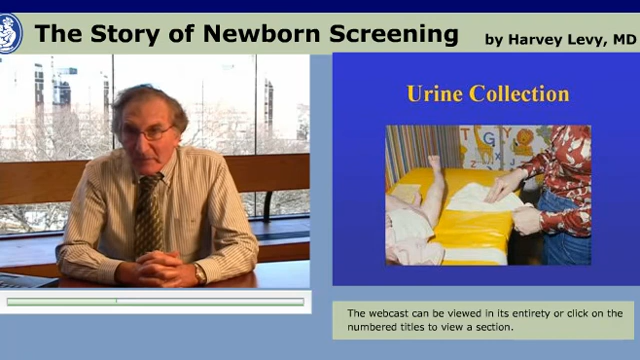 The Story of Newborn Screening
by Harvey Levy, MD
Urine Collection
T G Y
The webcast can be viewed in its entirety or click on the
numbered titles to view a section.